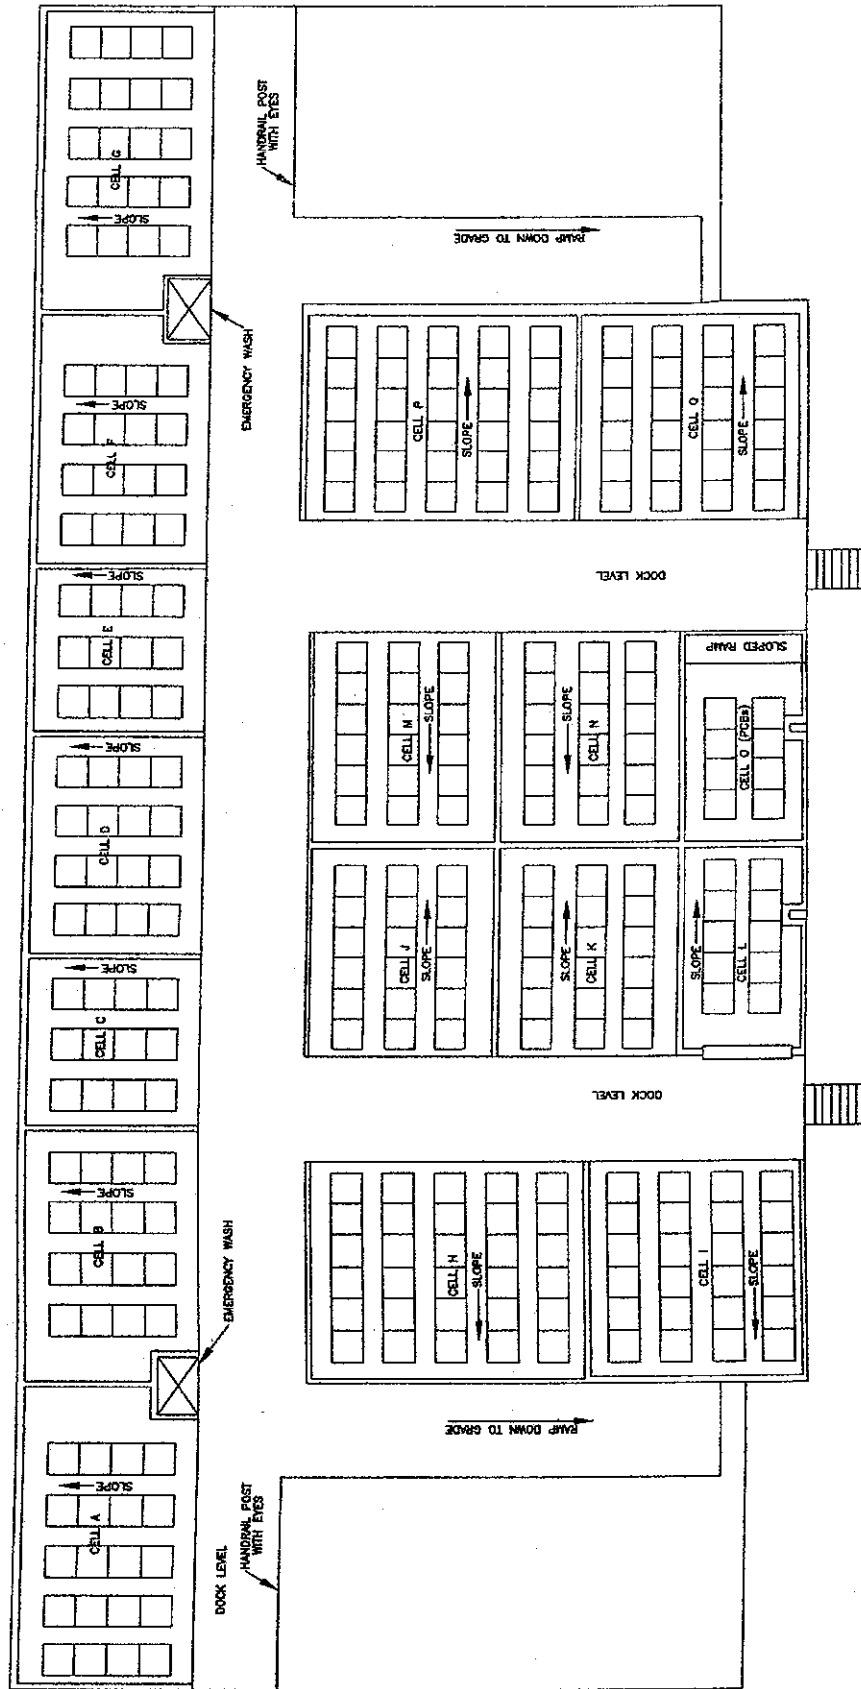 CELL G
SLOPE
HANDRAIL POST
WITH EYES
RAMP DOWN TO GRADE
EMERGENCY WASH
SLOPE
CELL F
CELL P
SLOPE
CELL Q
SLOPE
SLOPE
CELL E
DOCK LEVEL
SLOPE
CELL D
CELL M
SLOPE
SLOPE
CELL N
SLOPED RAMP
CELL O (PCBs)
SLOPE
CELL C
CELL J
SLOPE
SLOPE
CELL K
SLOPE
CELL L
DOCK LEVEL
SLOPE
CELL B
EMERGENCY WASH
CELL H
SLOPE
CELL I
SLOPE
RAMP DOWN TO GRADE
SLOPE
CELL A
HANDRAIL POST
WITH EYES
DOCK LEVEL